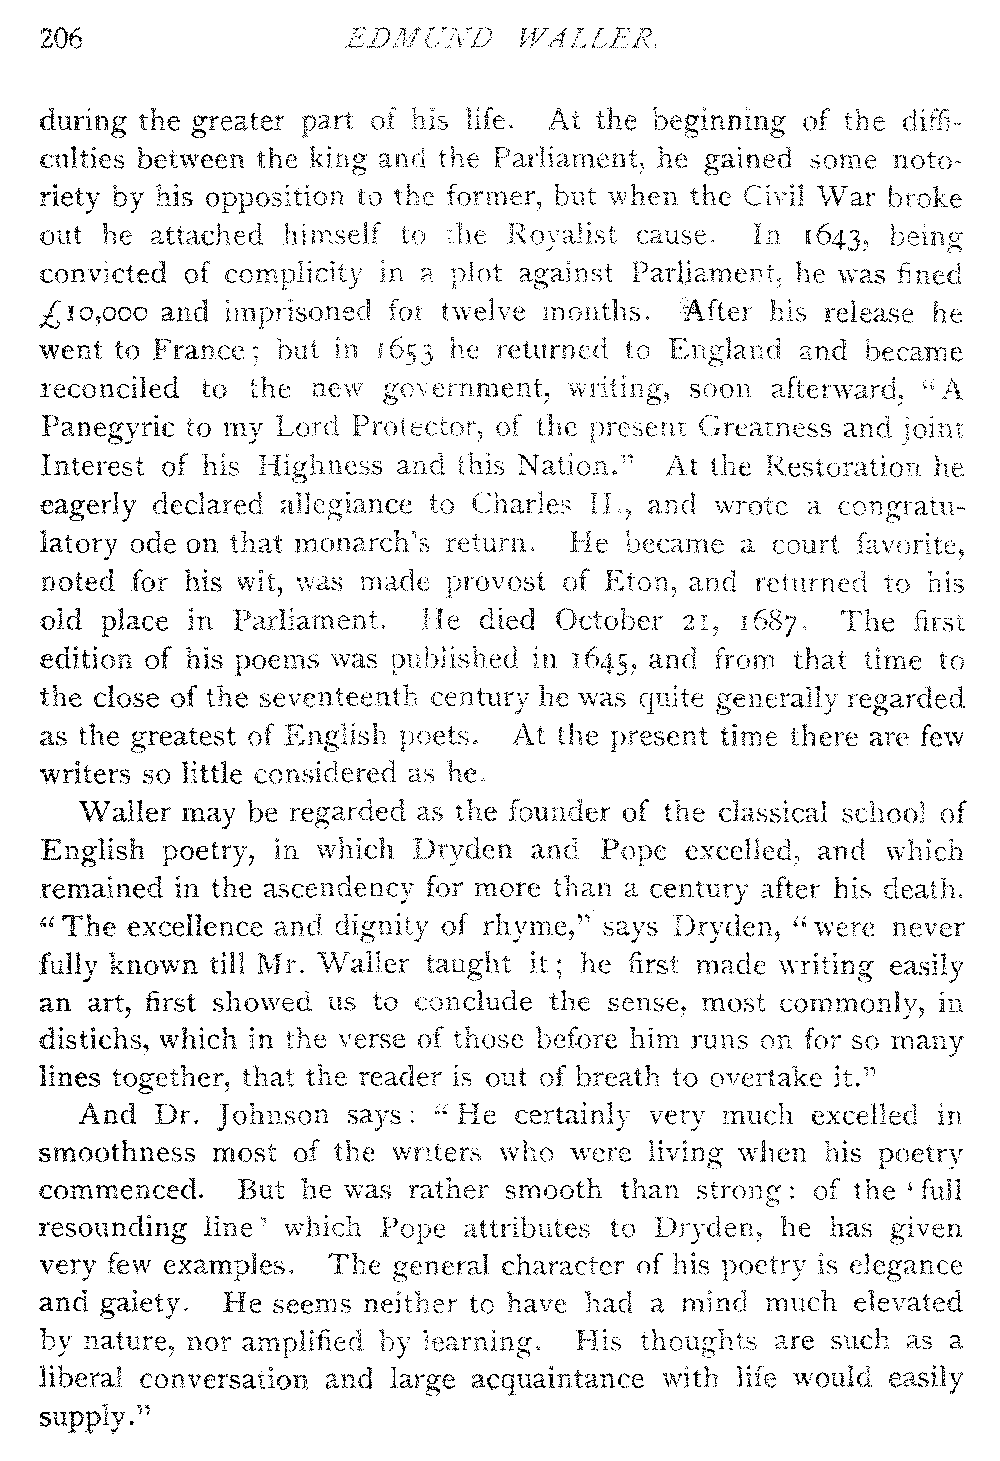 206 EDMUND WALLER.
during the greater part of his life. At the beginning of the diffi-
culties between the king and the Parliament, he gained some noto-
riety by his opposition to the former, but when the Civil War broke
out he attached himself to the Royalist cause. In 1643, being
convicted of complicity in a plot against Parliament, he was fined
£10,000 and imprisoned for twelve months. After his release he
went to France; but in 1653 he returned to England and became
reconciled to the new government, writing, soon afterward, "A
Panegyric to my Lord Protector, of the present Greatness and joint
Interest of his Highness and this Nation." At the Restoration he
eagerly declared allegiance to Charles II., and wrote a congratu-
latory ode on that monarch's return. He became a court favorite,
noted for his wit, was made provost of Eton, and returned to his
old place in Parliament. He died October 21, 1687. The first
edition of his poems was published in 1645, and from that time to
the close of the seventeenth century he was quite generally regarded
as the greatest of English poets. At the present time there are few
writers so little considered as he.
Waller may be regarded as the founder of the classical school of
English poetry, in which Dryden and Pope excelled, and which
remained in the ascendency for more than a century after his death.
"The excellence and dignity of rhyme," says Dryden, "were never
fully known till Mr. Waller taught it; he first made writing easily
an art, first showed us to conclude the sense, most commonly, in
distichs, which in the verse of those before him runs on for so many
lines together, that the reader is out of breath to overtake it."
And Dr. Johnson says: "He certainly very much excelled in
smoothness most of the writers who were living when his poetry
commenced. But he was rather smooth than strong: of the 'full
resounding line' which Pope attributes to Dryden, he has given
very few examples. The general character of his poetry is elegance
and gaiety. He seems neither to have had a mind much elevated
by nature, nor amplified by learning. His thoughts are such as a
liberal conversation and large acquaintance with life would easily
supply."